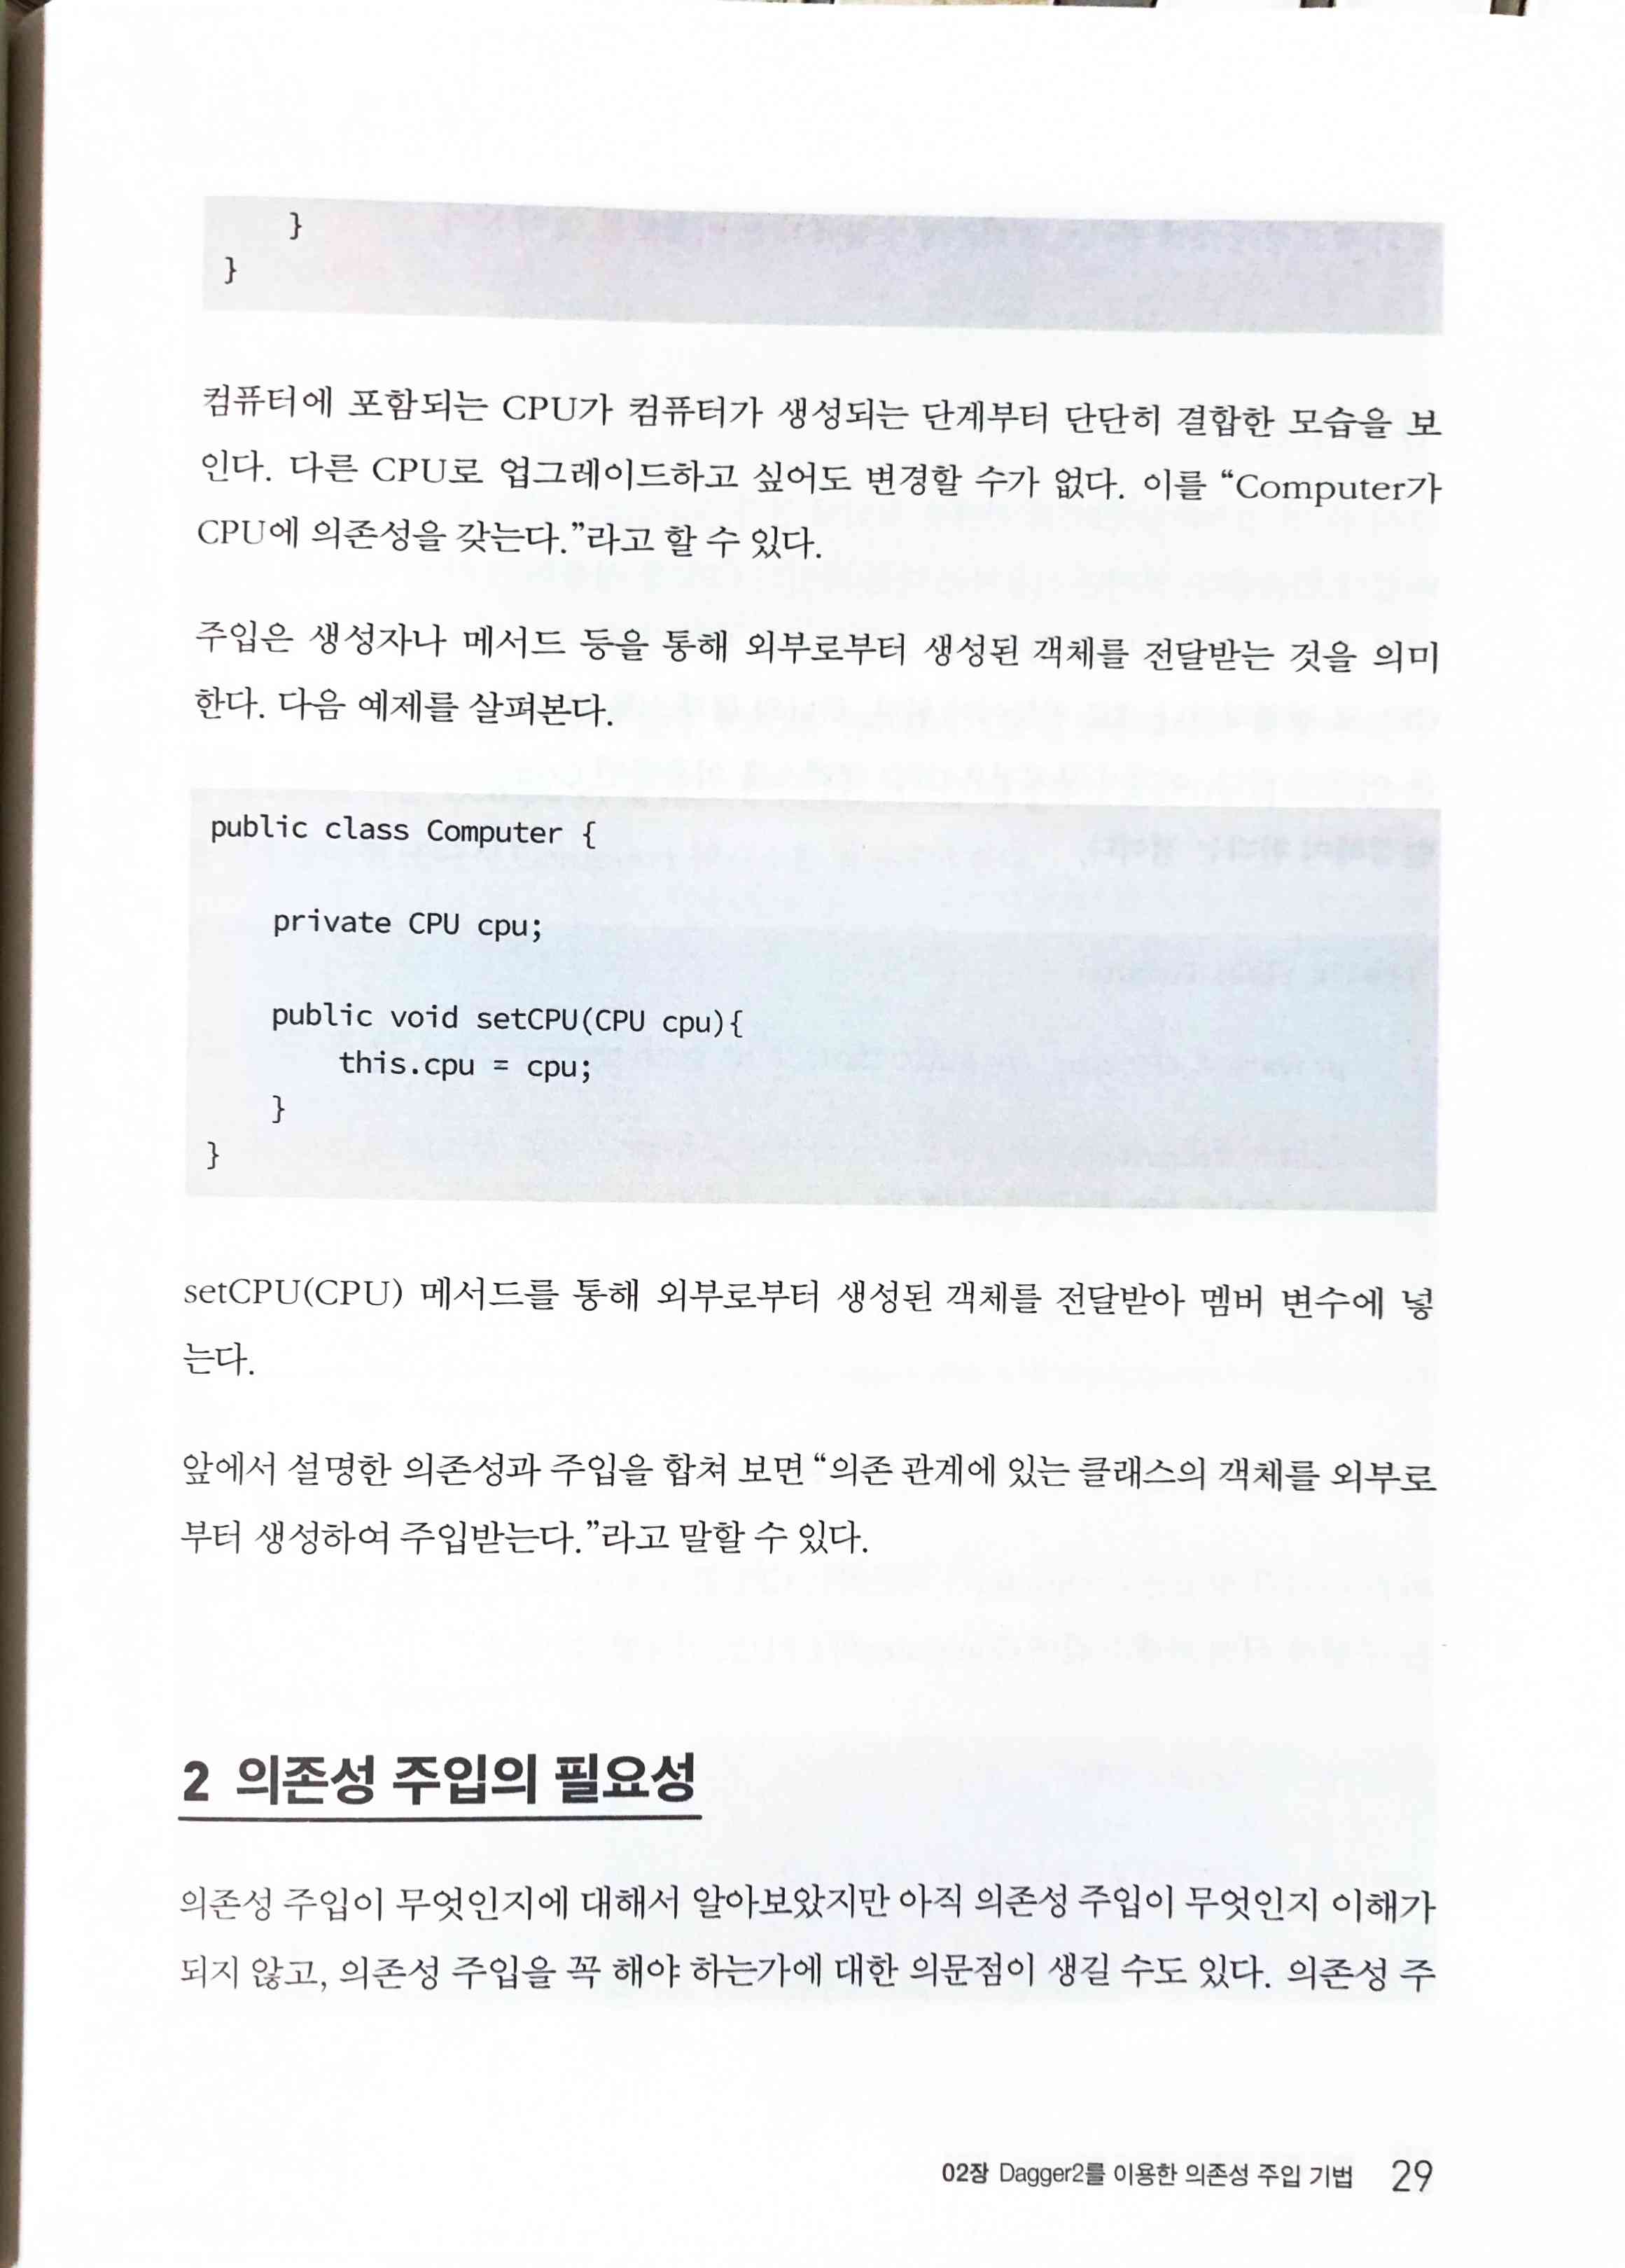 }
}
컴퓨터에 포함되는 CPU가 컴퓨터가 생성되는 단계부터 단단히 결합한 모습을 보
인다. 다른 CPU로 업그레이드하고 싶어도 변경할 수가 없다. 이를 “Computer가
CPU에 의존성을 갖는다.”라고 할 수 있다.
주입은 생성자나 메서드 등을 통해 외부로부터 생성된 객체를 전달받는 것을 의미
한다. 다음 예제를 살펴본다.
public class Computer {
private CPU cpu;
public void setCPU(CPU cpu){
this.cpu = cpu;
}
}
setCPU(CPU) 메서드를 통해 외부로부터 생성된 객체를 전달받아 멤버 변수에 넣
는다.
앞에서 설명한 의존성과 주입을 합쳐 보면 “의존 관계에 있는 클래스의 객체를 외부로
부터 생성하여 주입받는다.”라고 말할 수 있다.
2 의존성 주입의 필요성
의존성 주입이 무엇인지에 대해서 알아보았지만 아직 의존성 주입이 무엇인지 이해가
되지 않고, 의존성 주입을 꼭 해야 하는가에 대한 의문점이 생길 수도 있다. 의존성 주
02장 Dagger2를 이용한 의존성 주입 기법 29